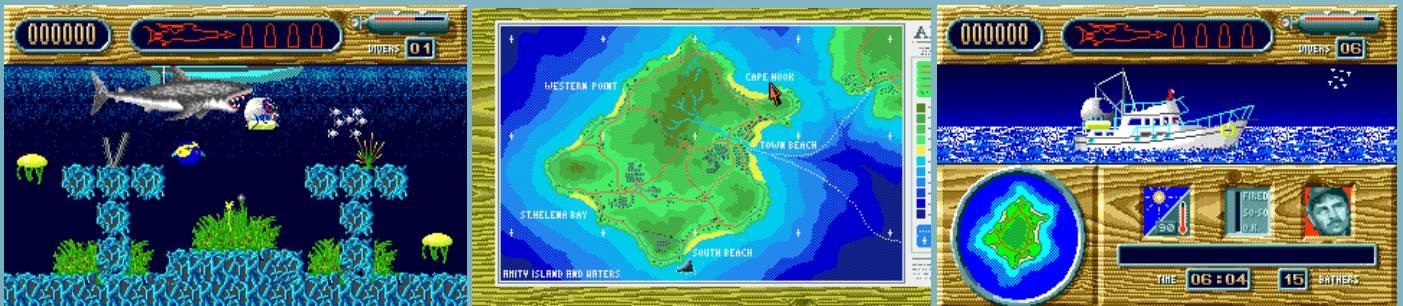 000000
DIVERS 01
WESTERN POINT
CAPE HOOK
TOWN BEACH
ST.HELENA BAY
SOUTH BEACH
AMITY ISLAND AND WATERS
A
000000
DIVERS 06
90
FIRED
50-50
O.K.
TIME 06:04 15 BATHERS